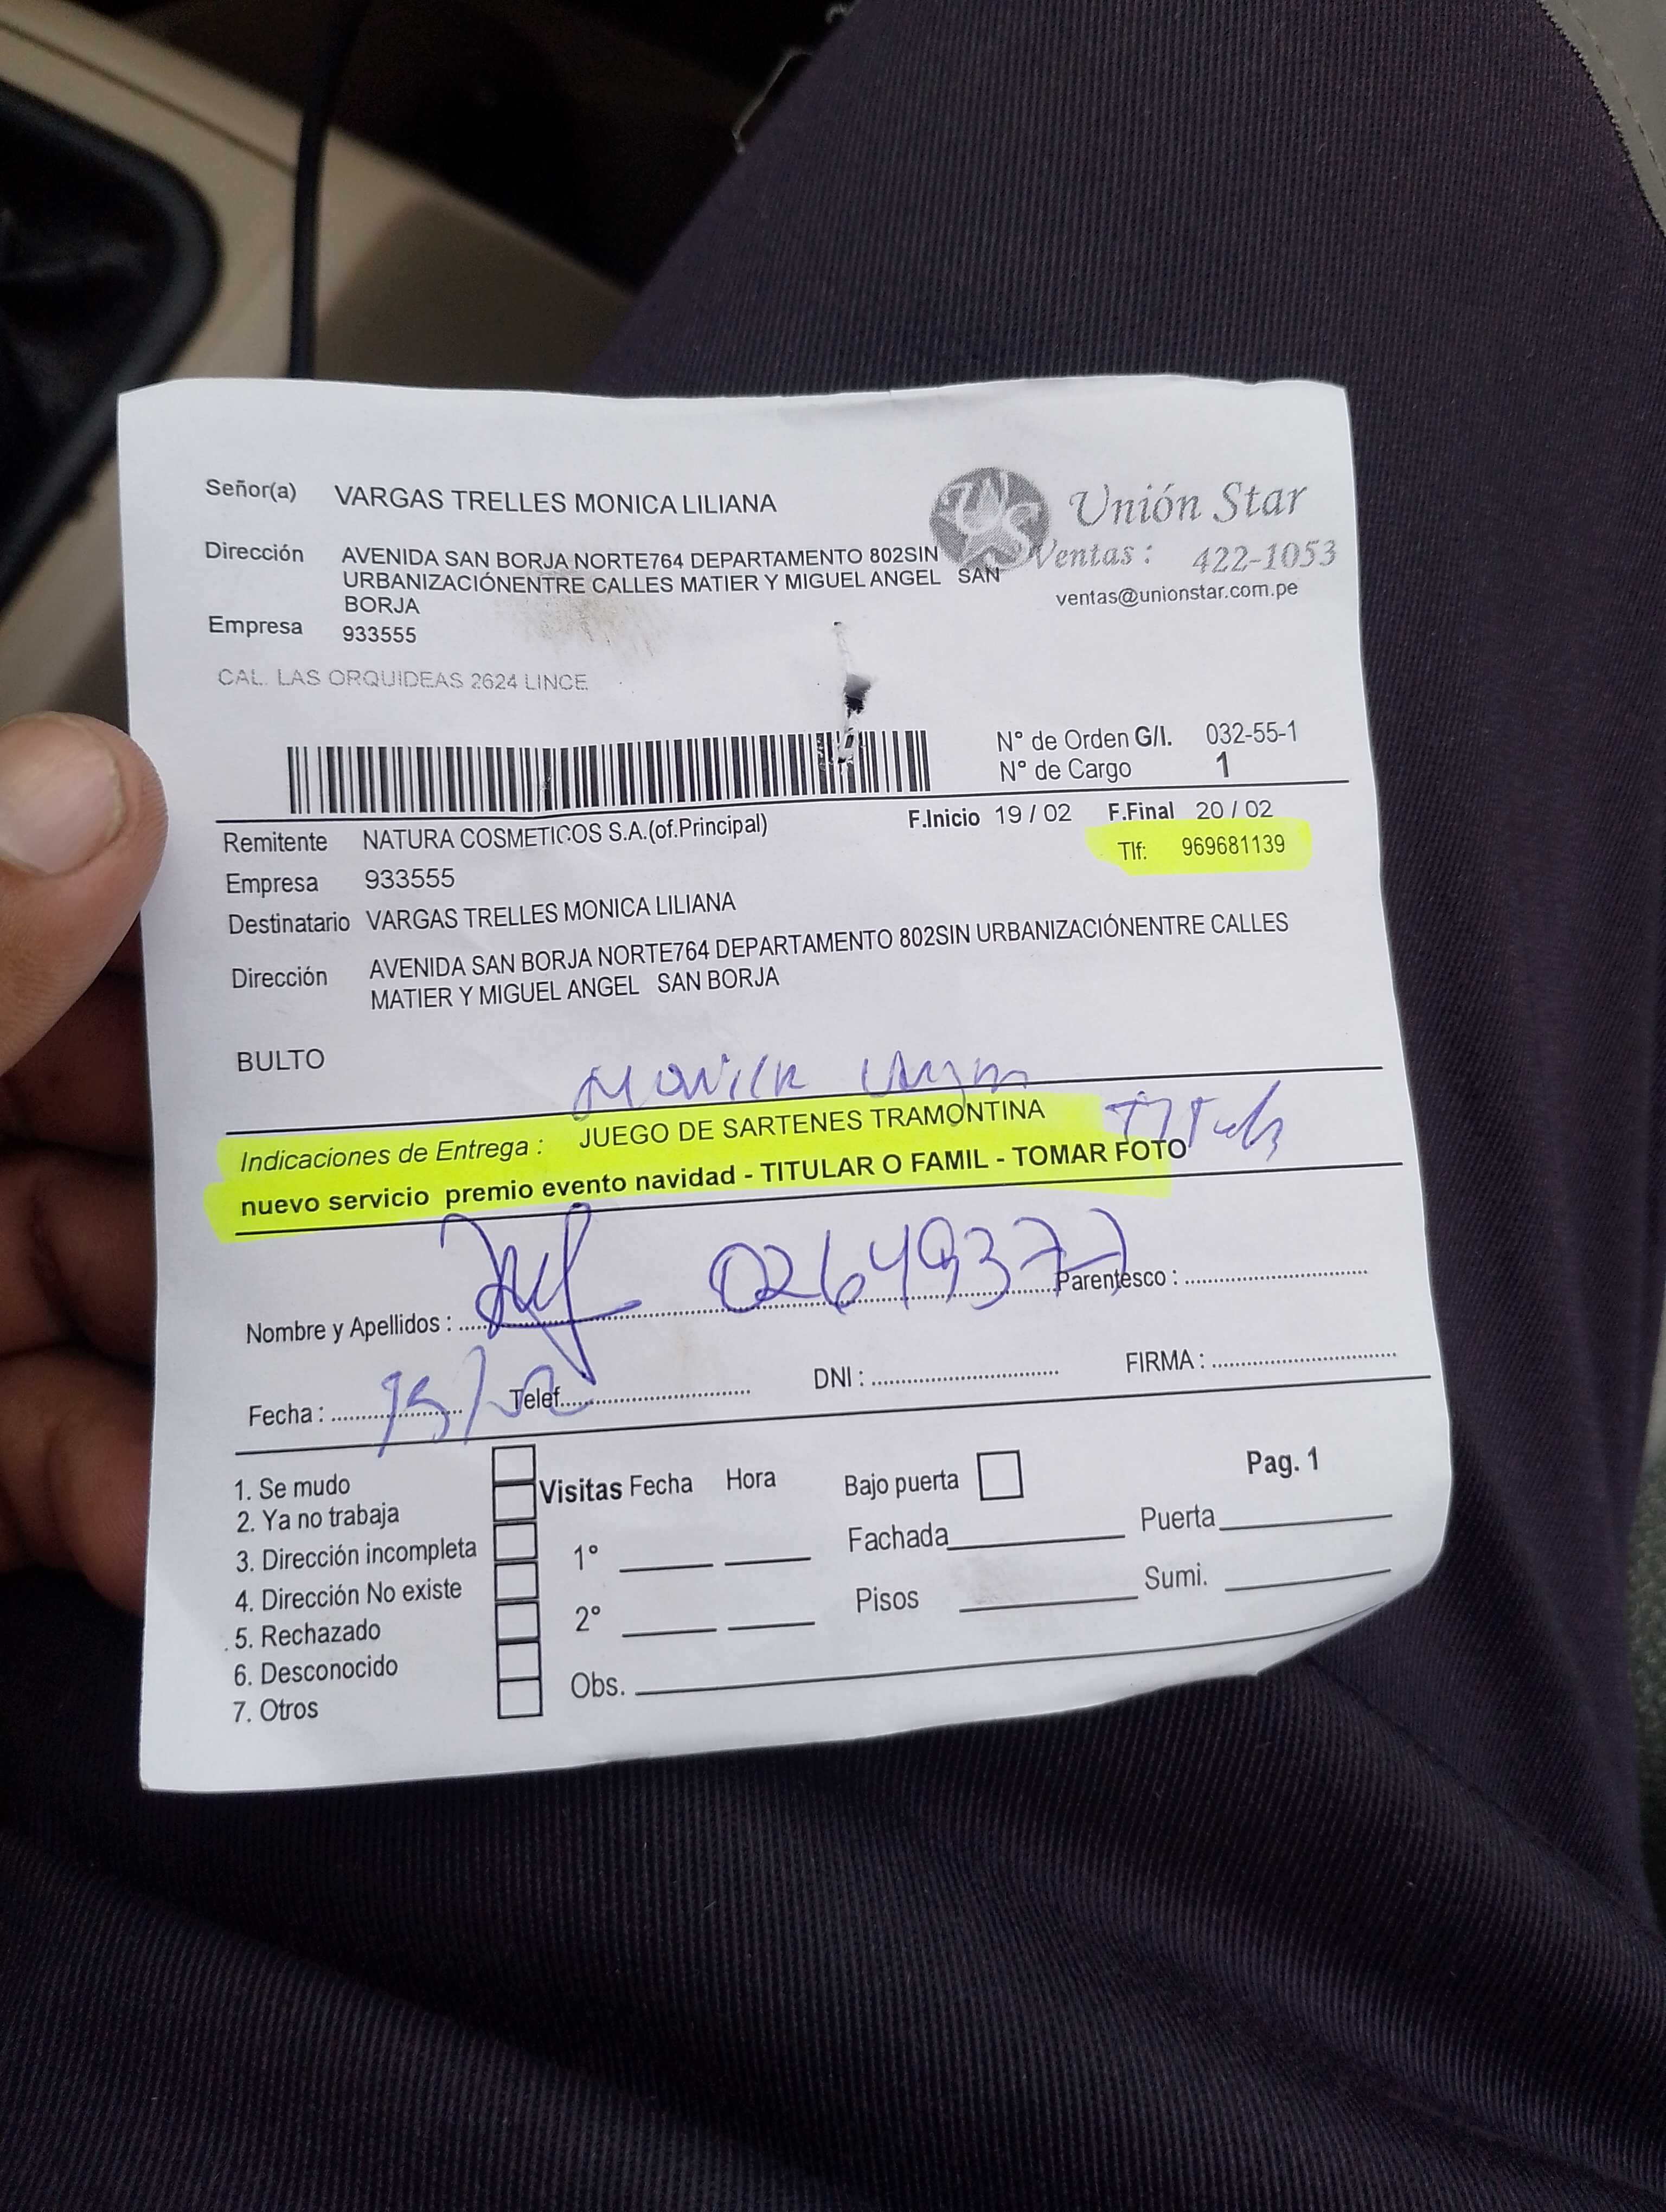 Señor(a) VARGAS TRELLES MONICA LILIANA
Unión Star
Dirección AVENIDA SAN BORJA NORTE764 DEPARTAMENTO 802SIN
URBANIZACIÓNENTRE CALLES MATIER Y MIGUEL ANGEL SAN
BORJA
Ventas : 422-1053
ventas@unionstar.com.pe
Empresa 933555
CAL. LAS ORQUIDEAS 2624 LINCE
N° de Orden G/I. 032-55-1
N° de Cargo 1
F.Inicio 19 / 02 F.Final 20 / 02
Remitente NATURA COSMETICOS S.A.(of.Principal)
Tlf: 969681139
Empresa 933555
Destinatario VARGAS TRELLES MONICA LILIANA
Dirección AVENIDA SAN BORJA NORTE764 DEPARTAMENTO 802SIN URBANIZACIÓNENTRE CALLES
MATIER Y MIGUEL ANGEL SAN BORJA
BULTO
Monica Vargas
Indicaciones de Entrega : JUEGO DE SARTENES TRAMONTINA
nuevo servicio premio evento navidad - TITULAR O FAMIL - TOMAR FOTO
02649377
Nombre y Apellidos : Parentesco :
Fecha : 19/02 Telef. DNI : FIRMA :
1. Se mudo
2. Ya no trabaja
3. Dirección incompleta
4. Dirección No existe
5. Rechazado
6. Desconocido
7. Otros
Visitas Fecha Hora
1°
2°
Obs.
Bajo puerta
Fachada Puerta
Pisos Sumi.
Pag. 1